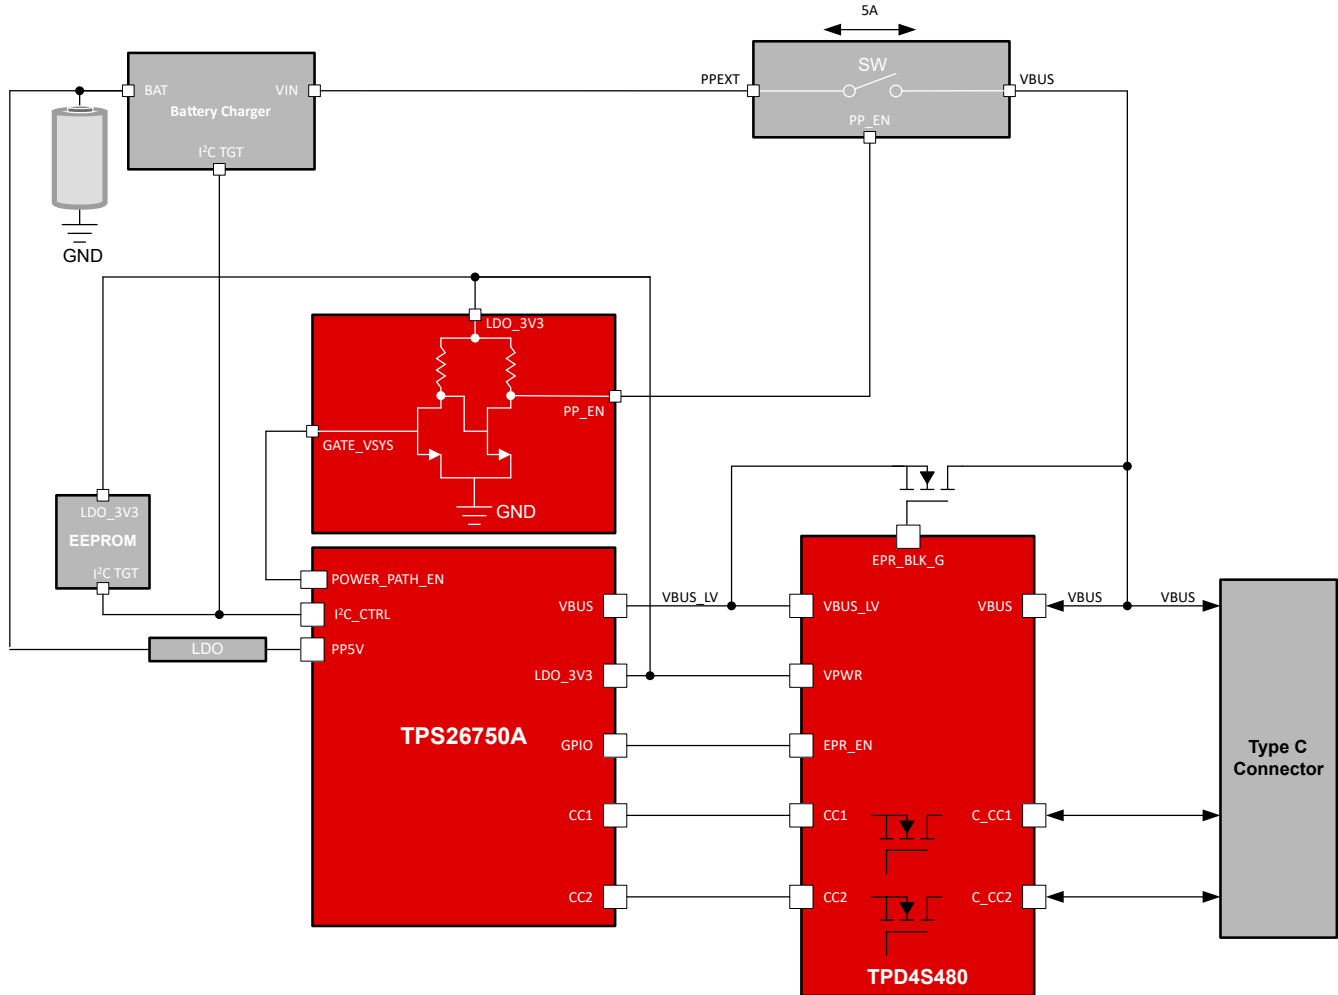 5A
SW
PPEXT
VBUS
PP_EN
BAT
VIN
Battery Charger
I²C TGT
GND
LDO_3V3
PP_EN
GATE_VSYS
GND
LDO_3V3
EEPROM
I²C TGT
EPR_BLK_G
POWER_PATH_EN
I²C_CTRL
PP5V
LDO
VBUS
VBUS_LV
VBUS_LV
VBUS
VBUS
VBUS
LDO_3V3
VPWR
TPS26750A
GPIO
EPR_EN
Type C
Connector
CC1
CC1
C_CC1
CC2
CC2
C_CC2
TPD4S480